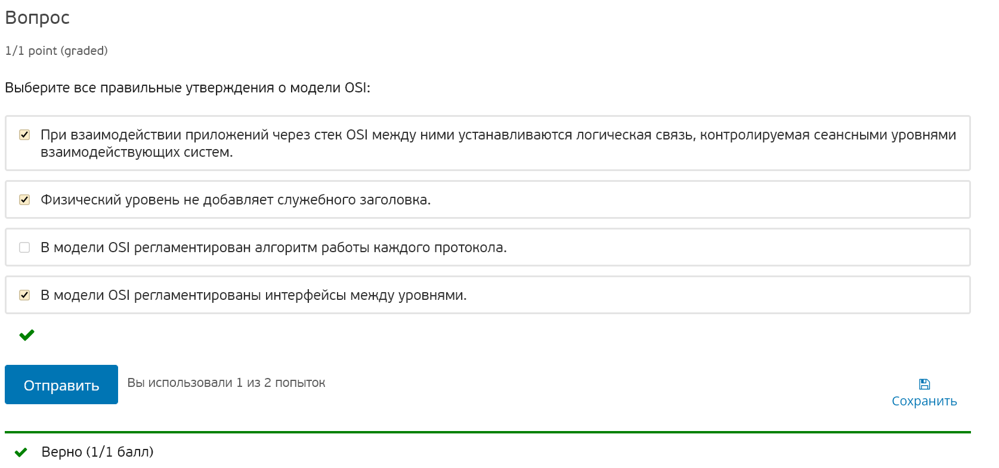 Вопрос
1/1 point (graded)
Выберите все правильные утверждения о модели OSI:
При взаимодействии приложений через стек OSI между ними устанавливаются логическая связь, контролируемая сеансными уровнями
взаимодействующих систем.
Физический уровень не добавляет служебного заголовка.
В модели OSI регламентирован алгоритм работы каждого протокола.
В модели OSI регламентированы интерфейсы между уровнями.
Отправить
Вы использовали 1 из 2 попыток
Сохранить
Верно (1/1 балл)